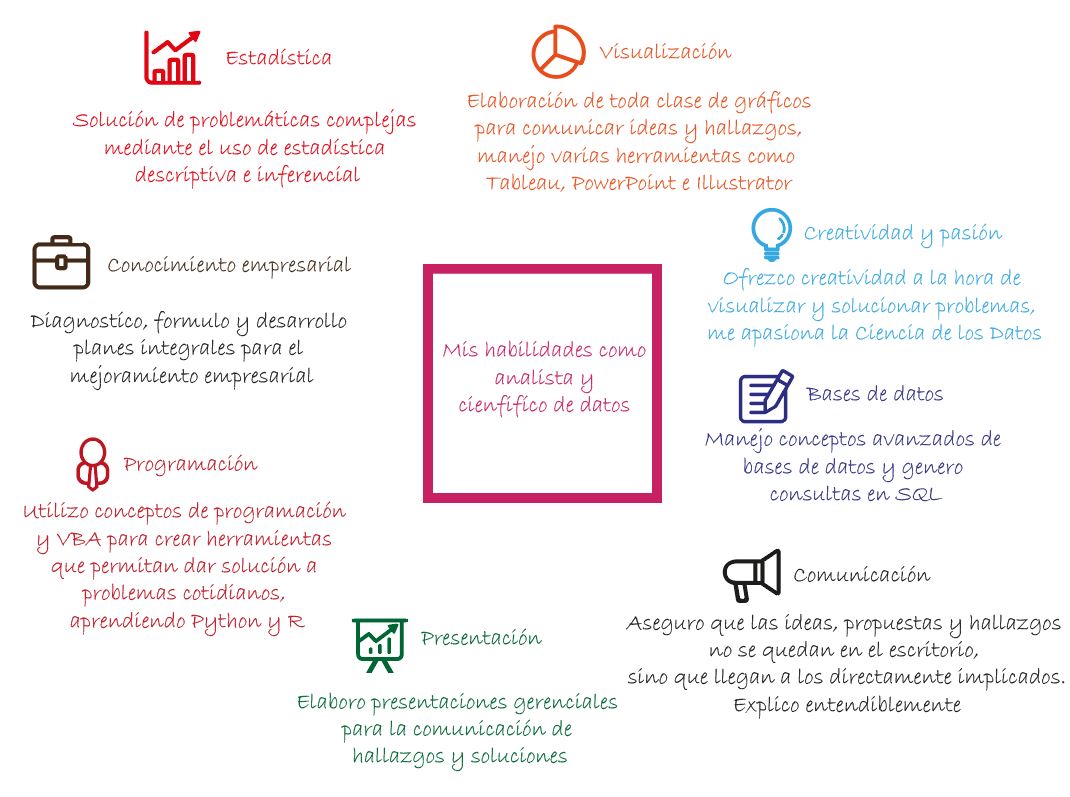 Estadística
Solución de problemáticas complejas
mediante el uso de estadística
descriptiva e inferencial
Visualización
Elaboración de toda clase de gráficos
para comunicar ideas y hallazgos,
manejo varias herramientas como
Tableau, PowerPoint e Illustrator
Conocimiento empresarial
Diagnostico, formulo y desarrollo
planes integrales para el
mejoramiento empresarial
Creatividad y pasión
Ofrezco creatividad a la hora de
visualizar y solucionar problemas,
me apasiona la Ciencia de los Datos
Mis habilidades como
analista y
cienfífico de datos
Bases de datos
Manejo conceptos avanzados de
bases de datos y genero
consultas en SQL
Programación
Utilizo conceptos de programación
y VBA para crear herramientas
que permitan dar solución a
problemas cotidianos,
aprendiendo Python y R
Comunicación
Aseguro que las ideas, propuestas y hallazgos
no se quedan en el escritorio,
sino que llegan a los directamente implicados.
Explico entendiblemente
Presentación
Elaboro presentaciones gerenciales
para la comunicación de
hallazgos y soluciones